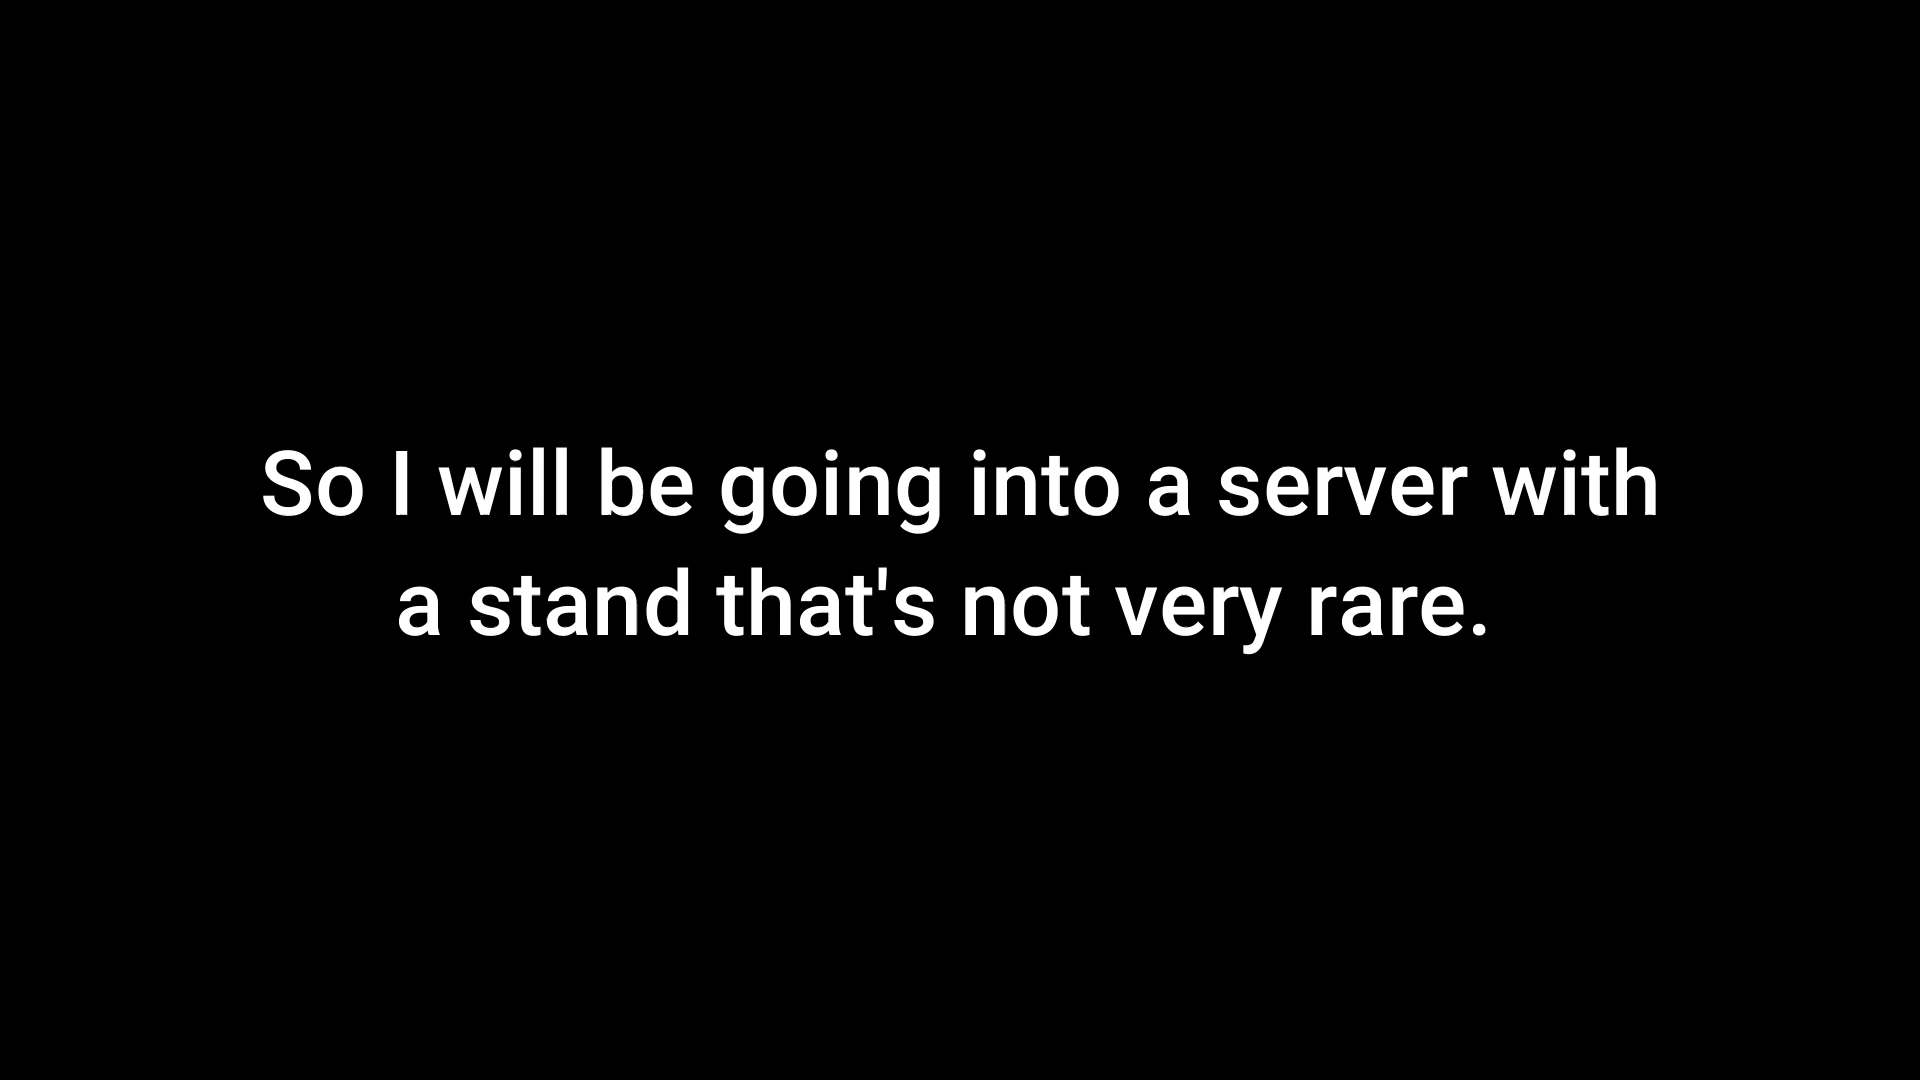 So I will be going into a server with
a stand that's not very rare.